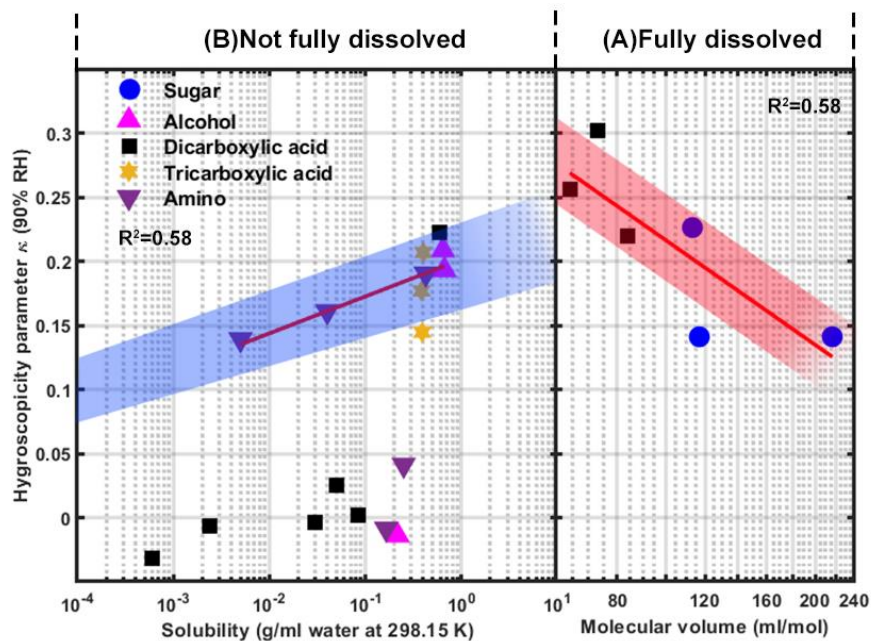 (B)Not fully dissolved
(A)Fully dissolved
Sugar
Alcohol
Dicarboxylic acid
Tricarboxylic acid
Amino
R²=0.58
R²=0.58
Hygroscopicity parameter κ (90% RH)
0.3
0.25
0.2
0.15
0.1
0.05
0
10⁻⁴ 10⁻³ 10⁻² 10⁻¹ 10⁰ 10¹ 80 120 160 200 240
Solubility (g/ml water at 298.15 K)
Molecular volume (ml/mol)